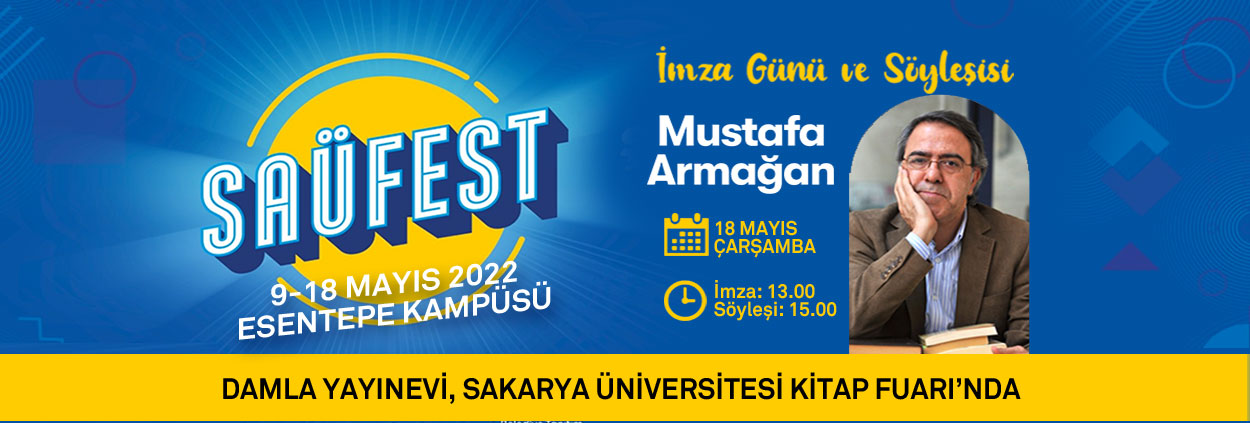 SAÜFEST
9-18 MAYIS 2022
ESENTEPE KAMPÜSÜ
İmza Günü ve Söyleşisi
Mustafa
Armağan
18 MAYIS
ÇARŞAMBA
İmza: 13.00
Söyleşi: 15.00
DAMLA YAYINEVİ, SAKARYA ÜNİVERSİTESİ KİTAP FUARI’NDA